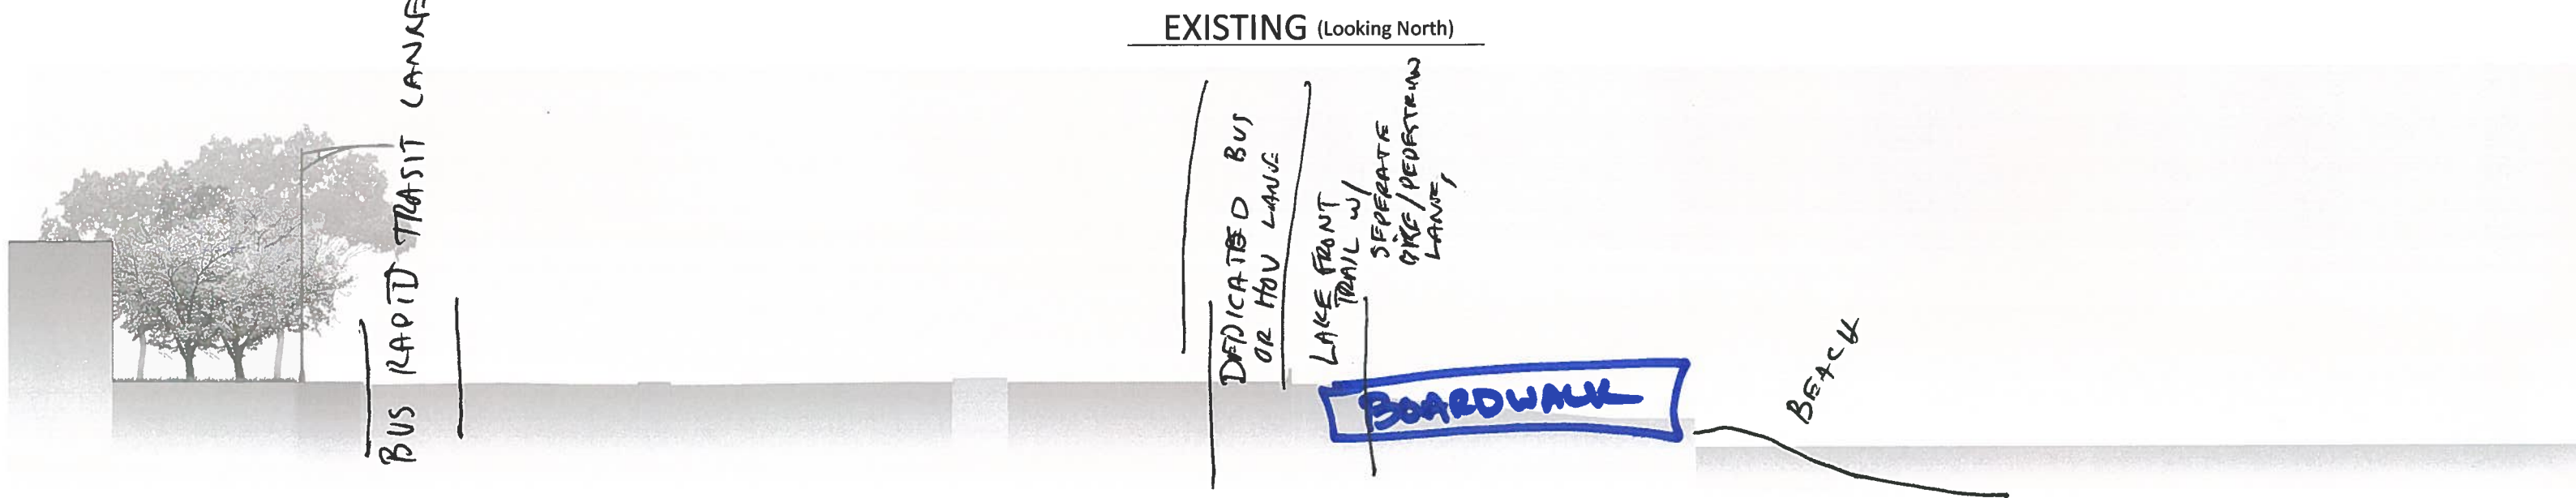 EXISTING (Looking North)
BUS RAPID TRASIT LANRE
DEDICATED BUS
OR HOV LANE
LAKE FRONT
TRAIL W/
SEPERATE
BIKE/PEDESTRIAN
LANE,
BOARDWALK
BEACH